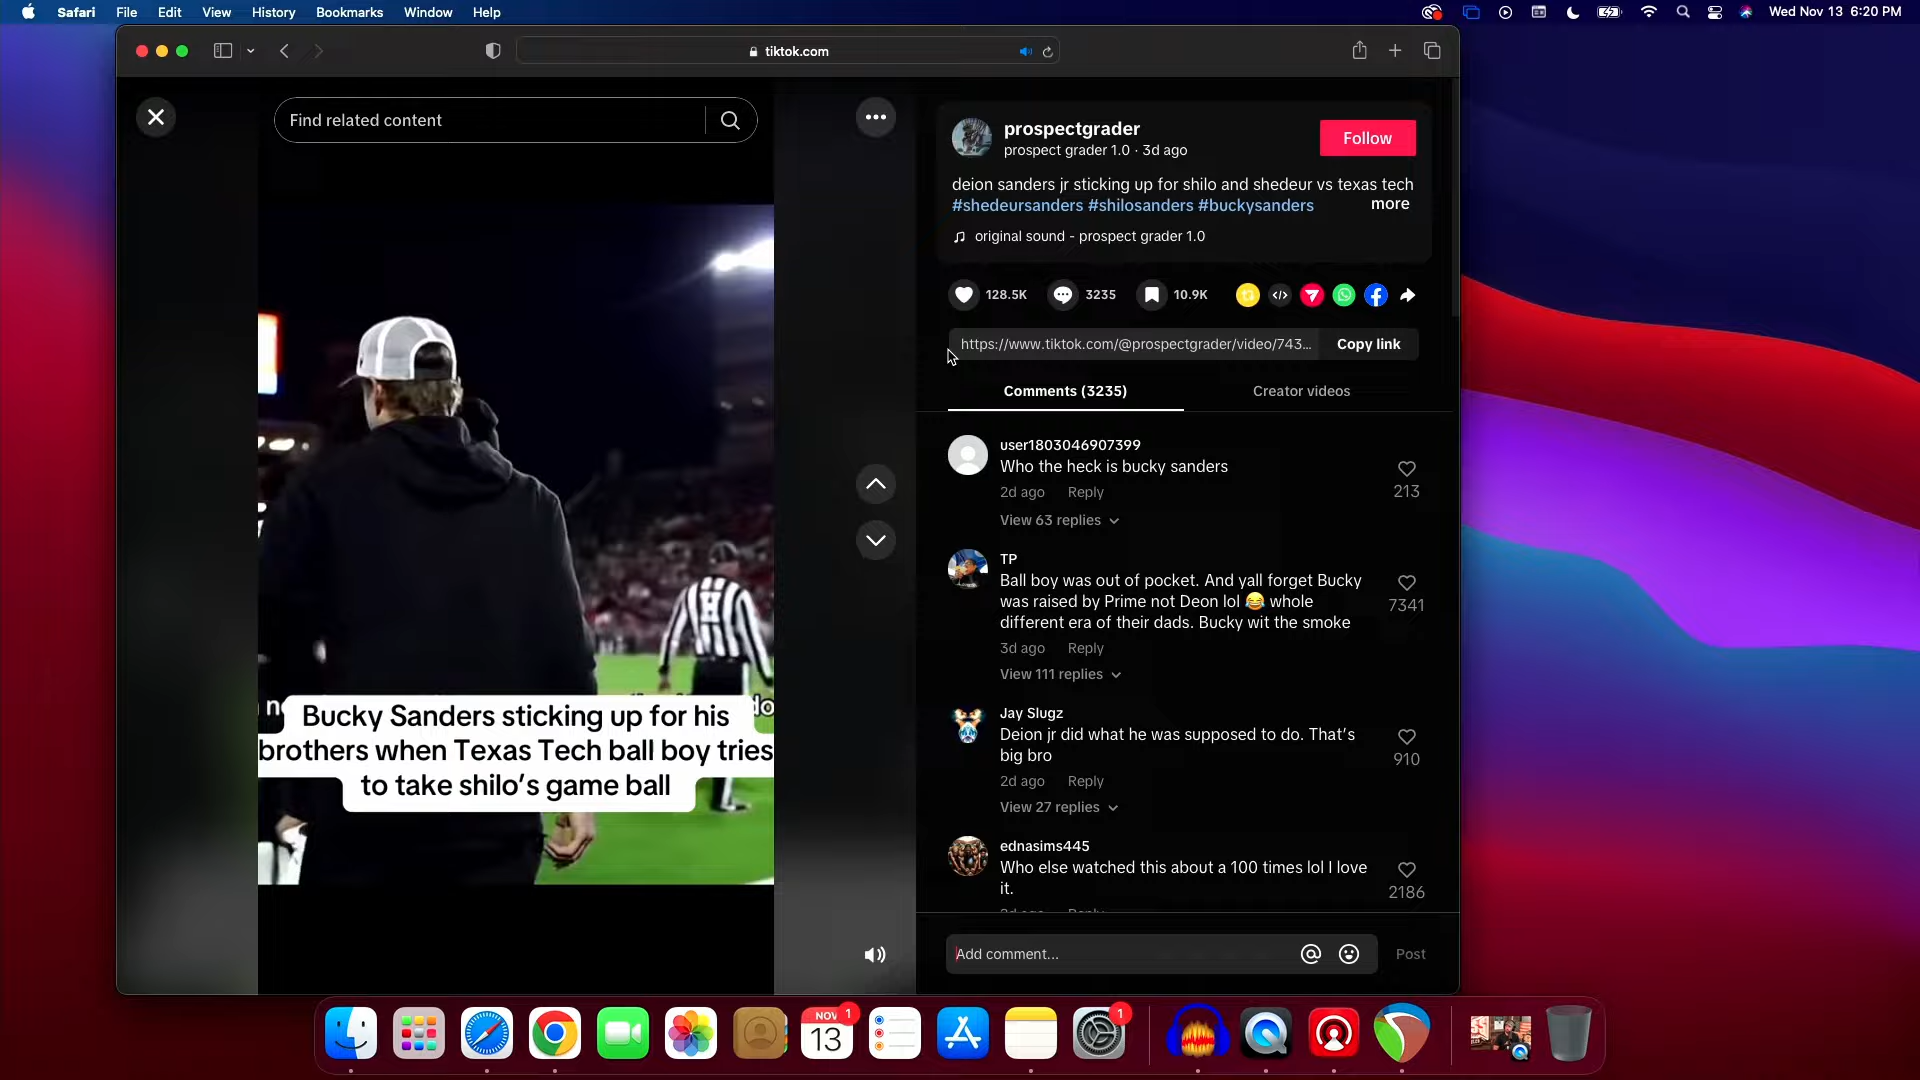 Safari File Edit View History Bookmarks Window Help
Wed Nov 13 6:20 PM
tiktok.com
Find related content
Bucky Sanders sticking up for his
brothers when Texas Tech ball boy tries
to take shilo's game ball
prospectgrader
prospect grader 1.0 · 3d ago
Follow
deion sanders jr sticking up for shilo and shedeur vs texas tech
#shedeursanders #shilosanders #buckysanders
more
original sound - prospect grader 1.0
128.5K 3235 10.9K
https://www.tiktok.com/@prospectgrader/video/743...
Copy link
Comments (3235) Creator videos
user1803046907399
Who the heck is bucky sanders
213
2d ago Reply
View 63 replies
TP
Ball boy was out of pocket. And yall forget Bucky
was raised by Prime not Deon lol 😂 whole
different era of their dads. Bucky wit the smoke
7341
3d ago Reply
View 111 replies
Jay Slugz
Deion jr did what he was supposed to do. That's
big bro
910
2d ago Reply
View 27 replies
ednasims445
Who else watched this about a 100 times lol I love
it.
2186
Add comment...
Post
NOV 1
13
1